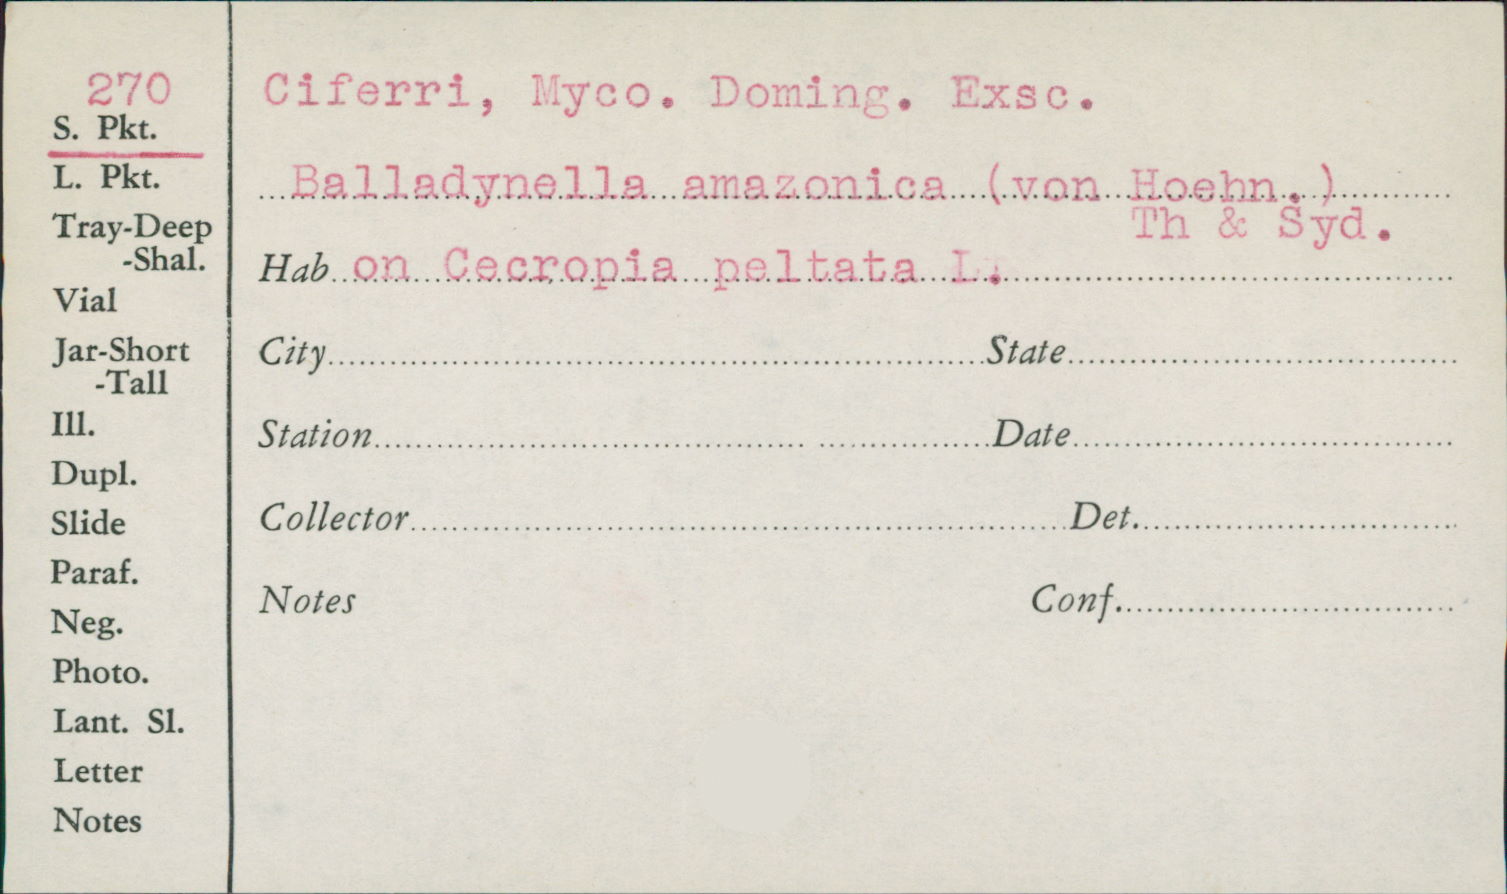 270
S. Pkt.
L. Pkt.
Tray-Deep
-Shal.
Vial
Jar-Short
-Tall
Ill.
Dupl.
Slide
Paraf.
Neg.
Photo.
Lant. Sl.
Letter
Notes
Ciferri, Myco. Doming. Exsc.
Balladynella amazonica (von Hoehn.)
Th & Syd.
Hab on Cecropia peltata L.
City State
Station Date
Collector Det.
Notes Conf.